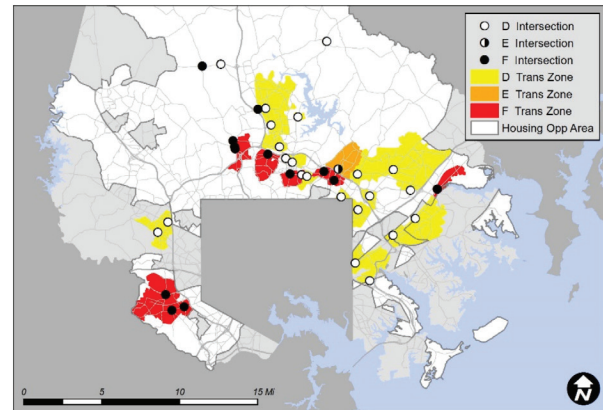 D Intersection
E Intersection
F Intersection
D Trans Zone
E Trans Zone
F Trans Zone
Housing Opp Area
0 5 10 15 Mi
N